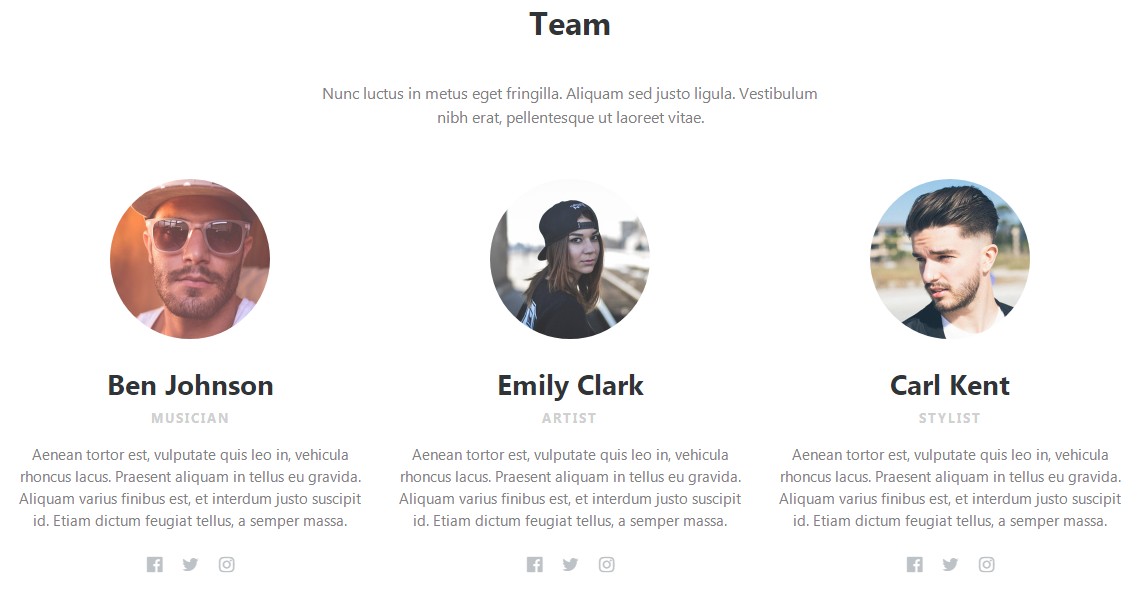 Team
Nunc luctus in metus eget fringilla. Aliquam sed justo ligula. Vestibulum
nibh erat, pellentesque ut laoreet vitae.
Ben Johnson
MUSICIAN
Aenean tortor est, vulputate quis leo in, vehicula
rhoncus lacus. Praesent aliquam in tellus eu gravida.
Aliquam varius finibus est, et interdum justo suscipit
id. Etiam dictum feugiat tellus, a semper massa.
Emily Clark
ARTIST
Aenean tortor est, vulputate quis leo in, vehicula
rhoncus lacus. Praesent aliquam in tellus eu gravida.
Aliquam varius finibus est, et interdum justo suscipit
id. Etiam dictum feugiat tellus, a semper massa.
Carl Kent
STYLIST
Aenean tortor est, vulputate quis leo in, vehicula
rhoncus lacus. Praesent aliquam in tellus eu gravida.
Aliquam varius finibus est, et interdum justo suscipit
id. Etiam dictum feugiat tellus, a semper massa.